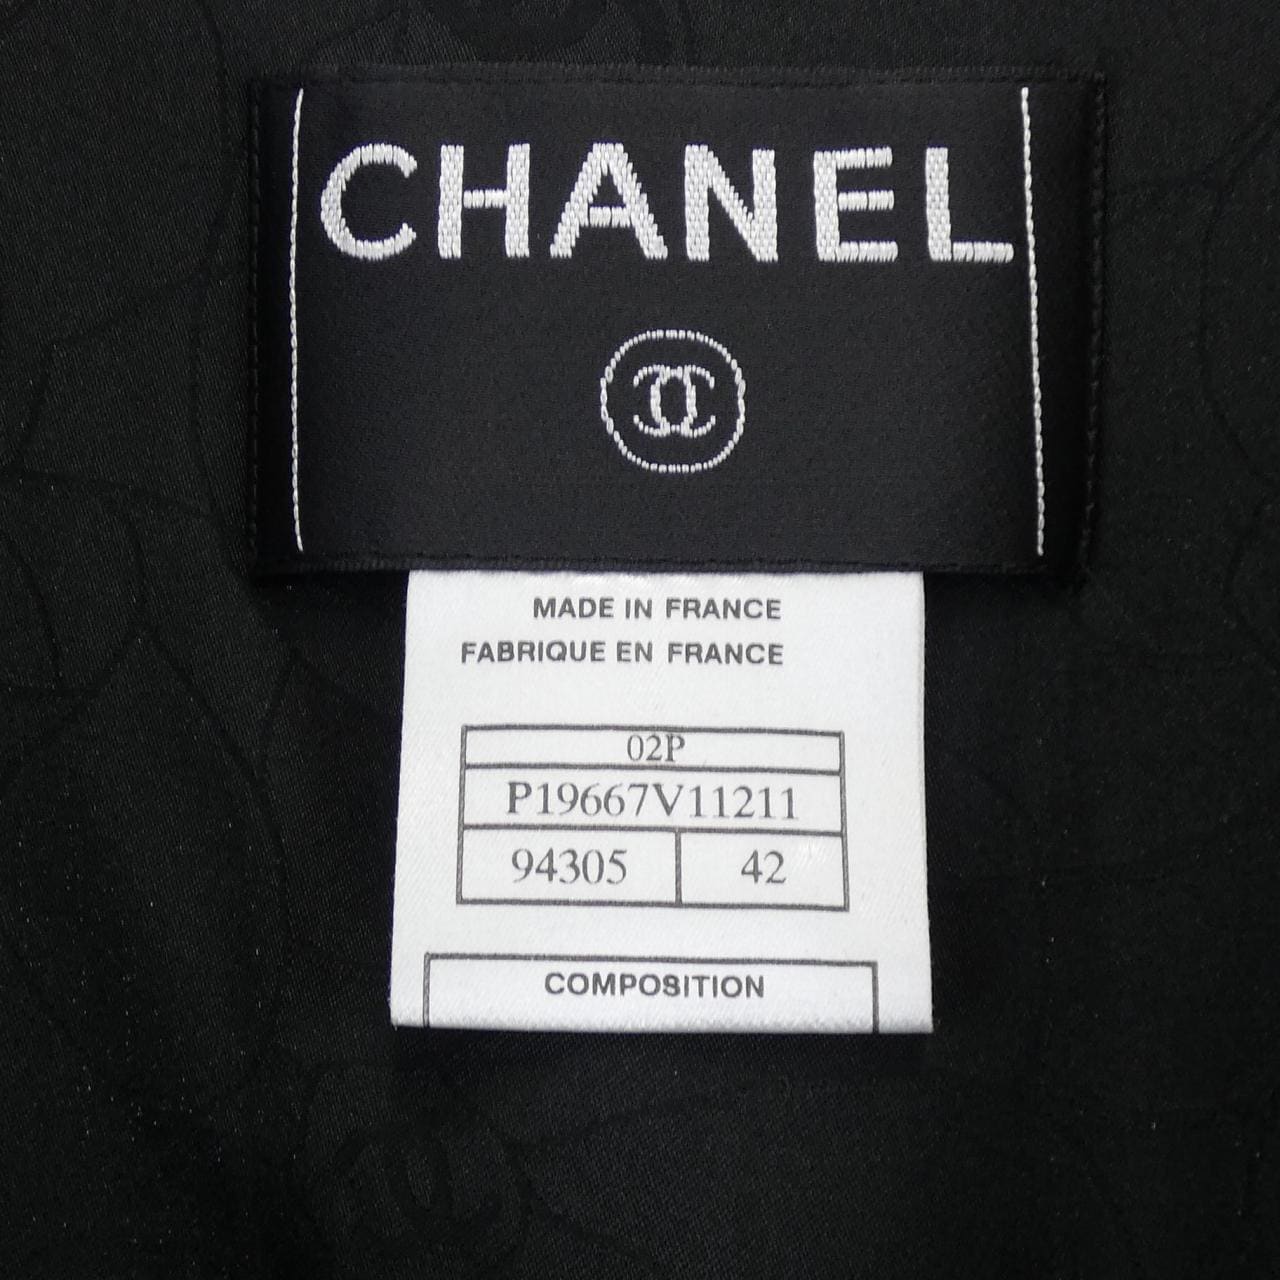 CHANEL
MADE IN FRANCE
FABRIQUE EN FRANCE
02P
P19667V11211
94305 42
COMPOSITION